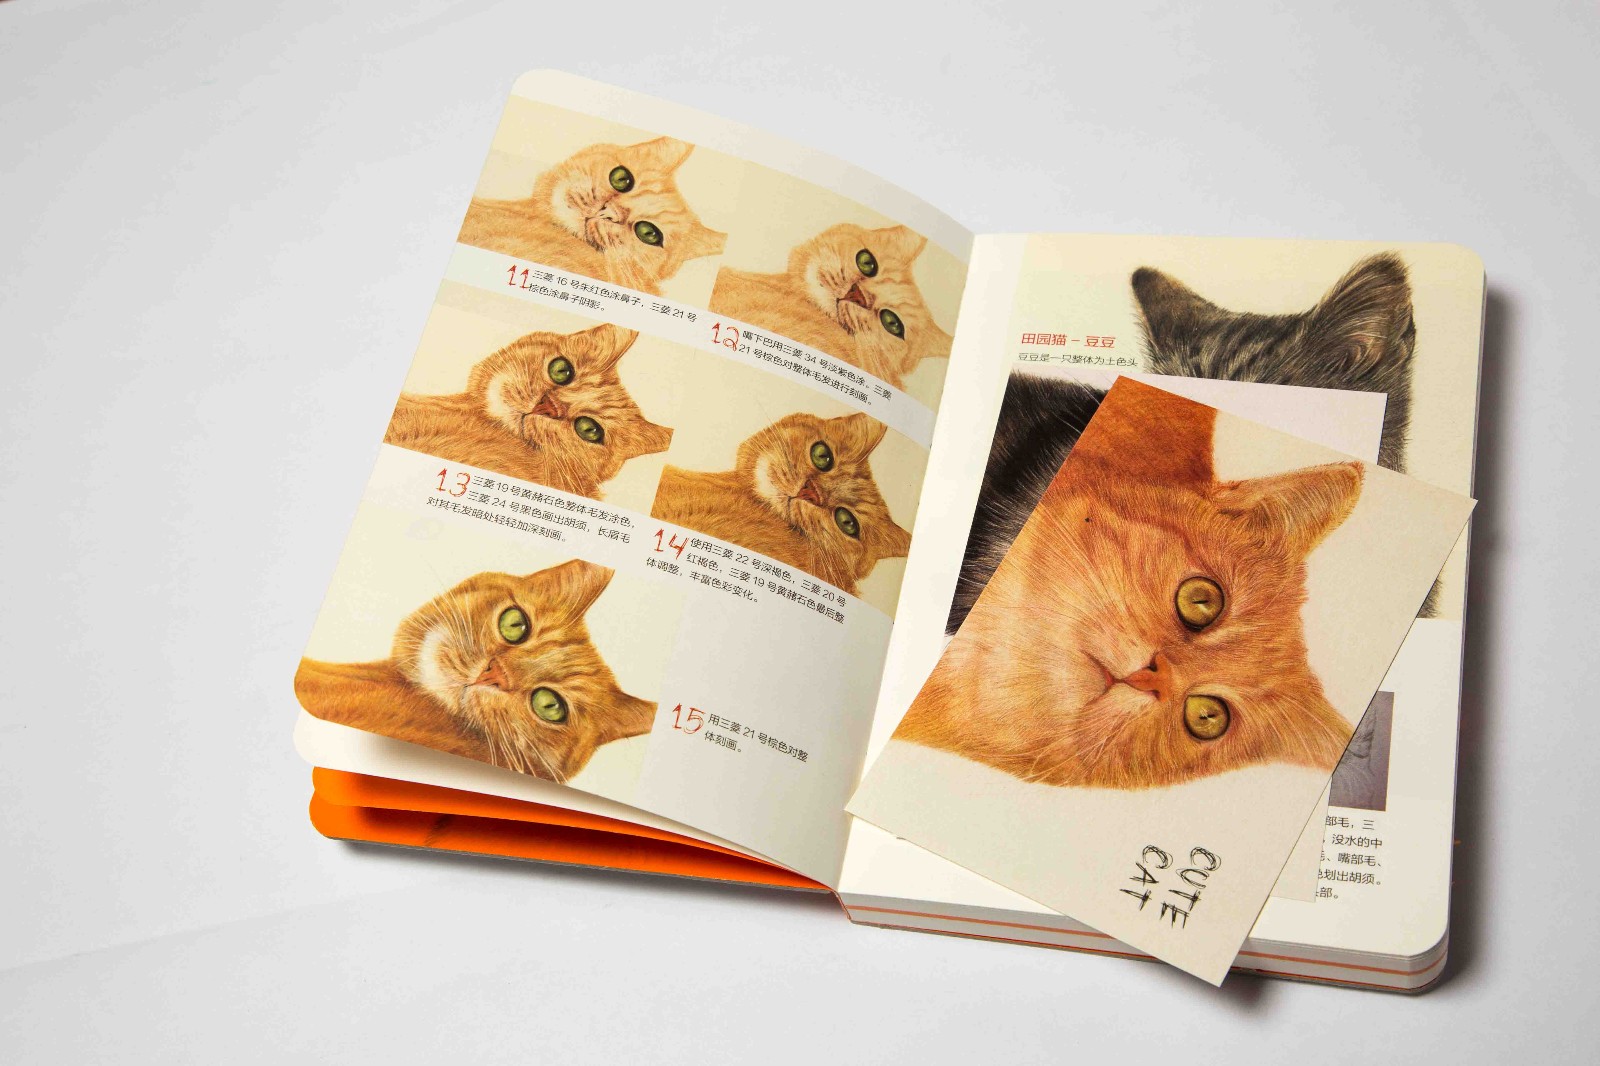 11 三菱 16 号朱红色涂鼻子，三菱 21 号
棕色涂鼻子阴影。
12 嘴下巴用三菱 34 号淡紫色涂。三菱
21 号棕色对整体毛发进行刻画。
13 三菱 19 号黄赭石色整体毛发涂色，
三菱 24 号黑色画出胡须，长眉毛
对其毛发暗处轻轻加深刻画。
14 使用三菱 22 号深褐色，三菱 20 号
红褐色，三菱 19 号黄赭石色最后整
体调整，丰富色彩变化。
15 用三菱 21 号棕色对整
体刻画。
田园猫 – 豆豆
豆豆是一只整体为土色头
部毛，三
，没水的中
毛、嘴部毛、
色划出胡须。
部。
CUTE
CAT